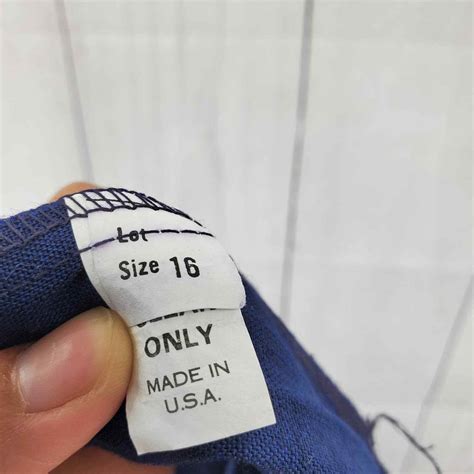 Lot
Size 16
ONLY
MADE IN
U.S.A.